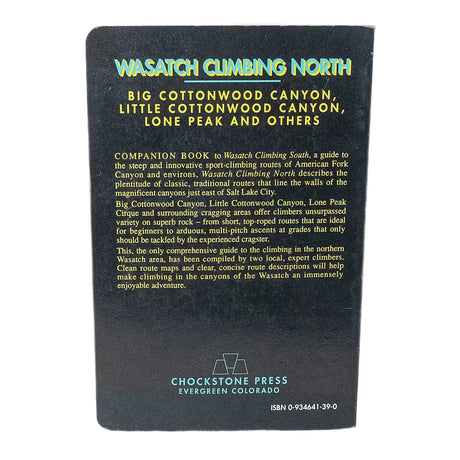 WASATCH CLIMBING NORTH
BIG COTTONWOOD CANYON,
LITTLE COTTONWOOD CANYON,
LONE PEAK AND OTHERS
COMPANION BOOK to Wasatch Climbing South, a guide to
the steep and innovative sport-climbing routes of American Fork
Canyon and environs, Wasatch Climbing North describes the
plentitude of classic, traditional routes that line the walls of the
magnificent canyons just east of Salt Lake City.
Big Cottonwood Canyon, Little Cottonwood Canyon, Lone Peak
Cirque and surrounding cragging areas offer climbers unsurpassed
variety on superb rock – from short, top-roped routes that are ideal
for beginners to arduous, multi-pitch ascents at grades that only
should be tackled by the experienced cragster.
This, the only comprehensive guide to the climbing in the northern
Wasatch area, has been compiled by two local, expert climbers.
Clean route maps and clear, concise route descriptions will help
make climbing in the canyons of the Wasatch an immensely
enjoyable adventure.
CHOCKSTONE PRESS
EVERGREEN COLORADO
ISBN 0-934641-39-0